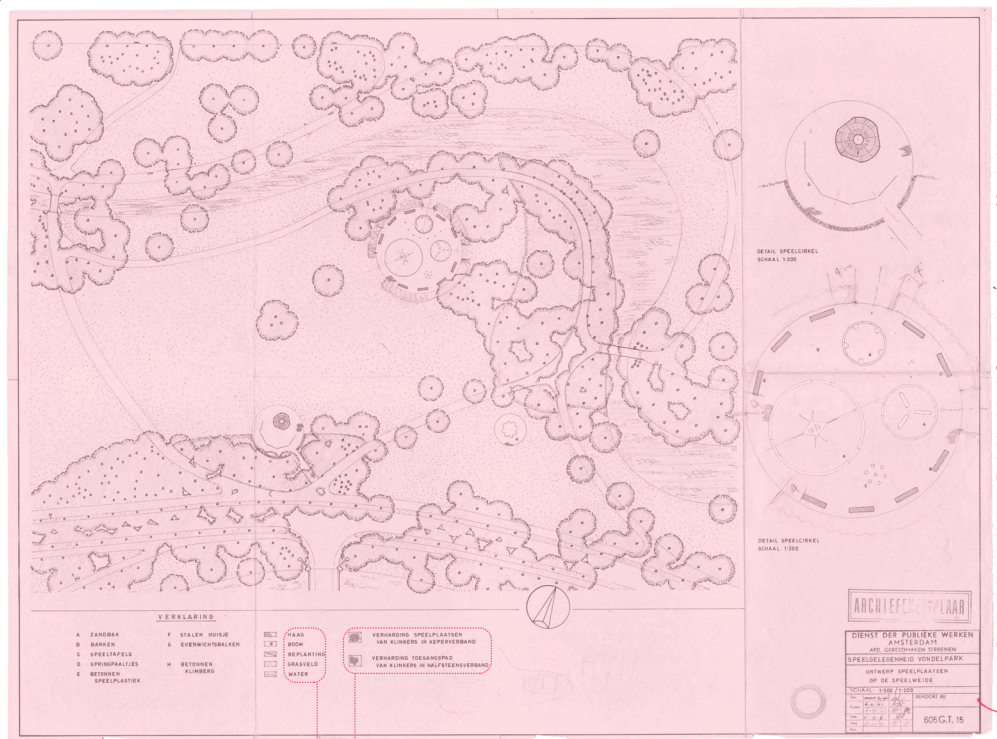 DETAIL SPEELCIRKEL
SCHAAL 1:200
DETAIL SPEELCIRKEL
SCHAAL 1:200
VERKLARING
A ZANDBAK
B BANKEN
C SPEELTAFELS
D SPRINGPAALTJES
E BETONNEN
SPEELPLASTIEK
F STALEN HUISJE
G EVENWICHTSBALKEN
H BETONNEN
KLIMBERG
HAAG
BOOM
BEPLANTING
GRASVELD
WATER
VERHARDING SPEELPLAATSEN
VAN KLINKERS IN KEPERVERBAND
VERHARDING TOEGANGSPAD
VAN KLINKERS IN HALFSTEENSVERBAND
DIENST DER PUBLIEKE WERKEN
AMSTERDAM
AFD. GEREEDMAKEN TERREINEN
SPEELGELEGENHEID VONDELPARK
ONTWERP SPEELPLAATSEN
OP DE SPEELWEIDE
SCHAAL: 1:500 / 1:200
BEHOORT BIJ
605 G.T. 15